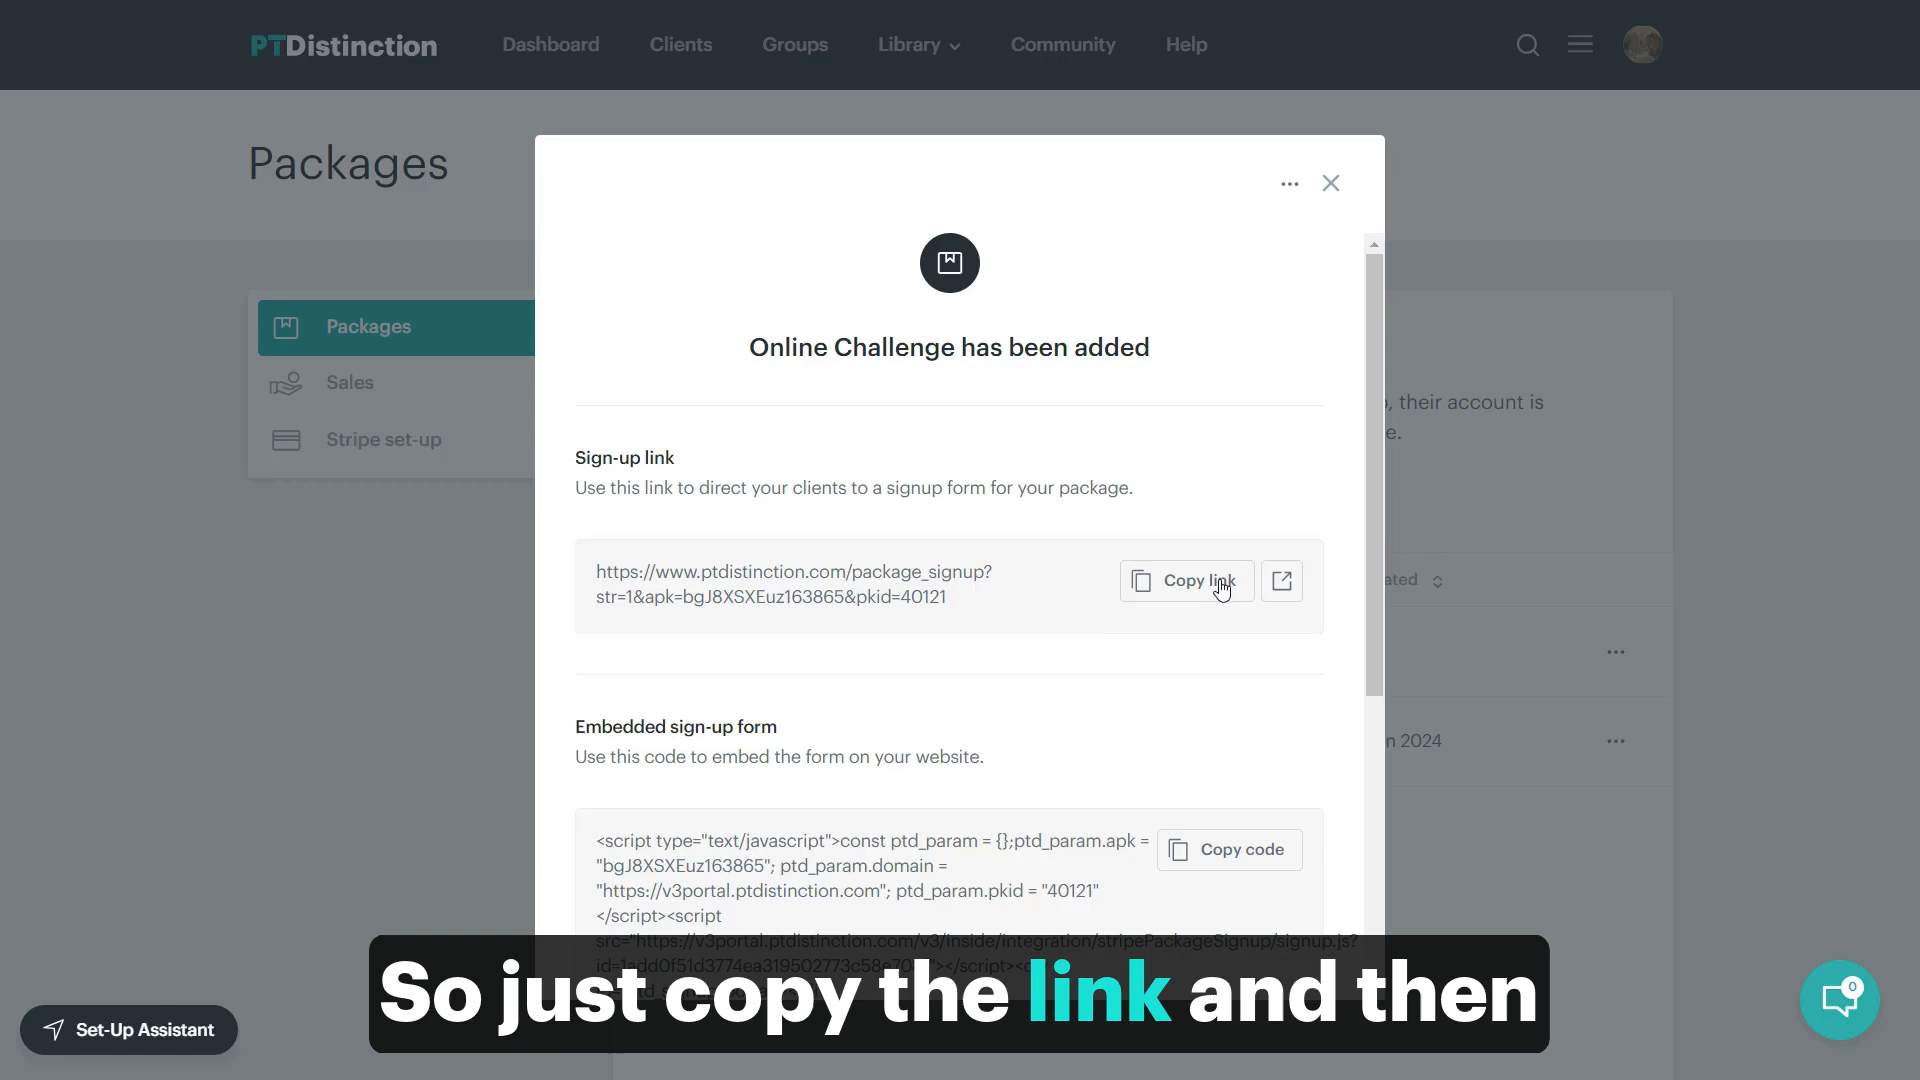 PTDistinction
Dashboard
Clients
Groups
Library
Community
Help
Packages
Packages
Sales
Stripe set-up
Online Challenge has been added
Sign-up link
Use this link to direct your clients to a signup form for your package.
https://www.ptdistinction.com/package_signup?
str=1&apk=bgJ8XSXEuz163865&pkid=40121
Copy link
, their account is
e.
ated
n 2024
Embedded sign-up form
Use this code to embed the form on your website.
<script type="text/javascript">const ptd_param = {};ptd_param.apk =
"bgJ8XSXEuz163865"; ptd_param.domain =
"https://v3portal.ptdistinction.com"; ptd_param.pkid = "40121"
</script><script
src="https://v3portal.ptdistinction.com/v3/inside/integration/stripePackageSignup/signup.js?
Copy code
So just copy the link and then
Set-Up Assistant
0